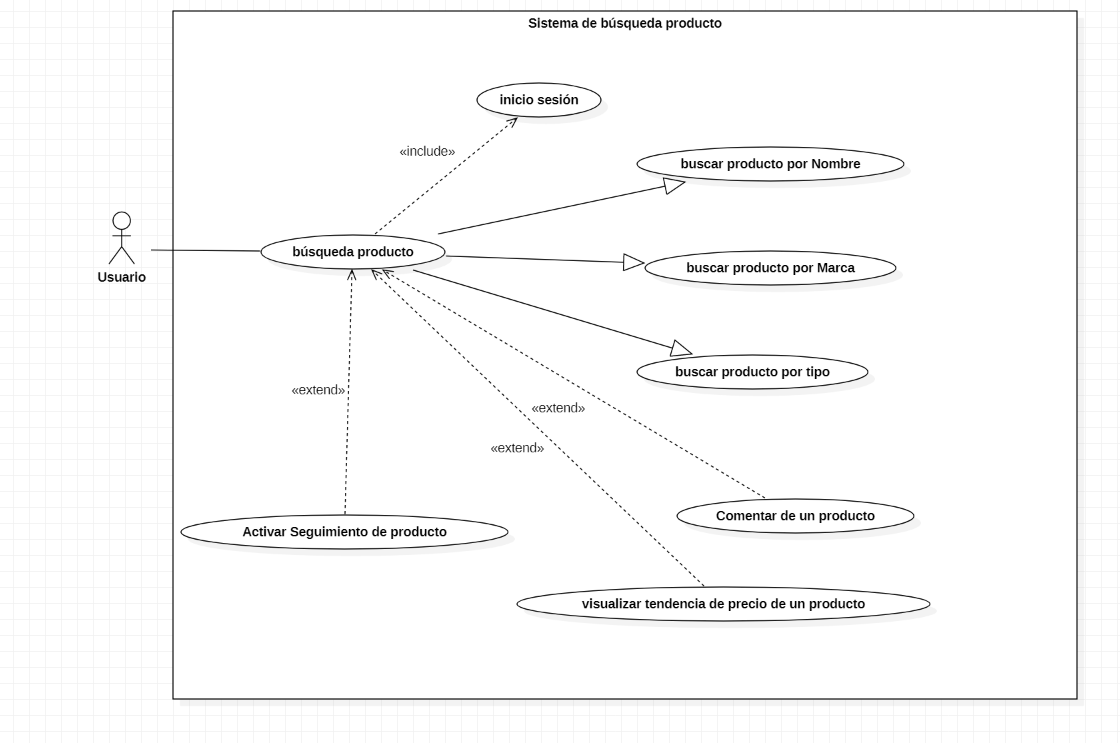 Sistema de búsqueda producto
inicio sesión
«include»
buscar producto por Nombre
búsqueda producto
buscar producto por Marca
Usuario
buscar producto por tipo
«extend»
«extend»
«extend»
Comentar de un producto
Activar Seguimiento de producto
visualizar tendencia de precio de un producto